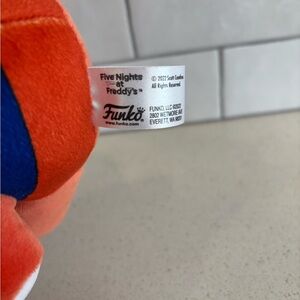 Five Nights
at
Freddy's™
Funko
www.funko.com
© 2022 Scott Cawthon
All Rights Reserved.
FUNKO, LLC ©2022
2802 WETMORE AVE
EVERETT, WA 98201